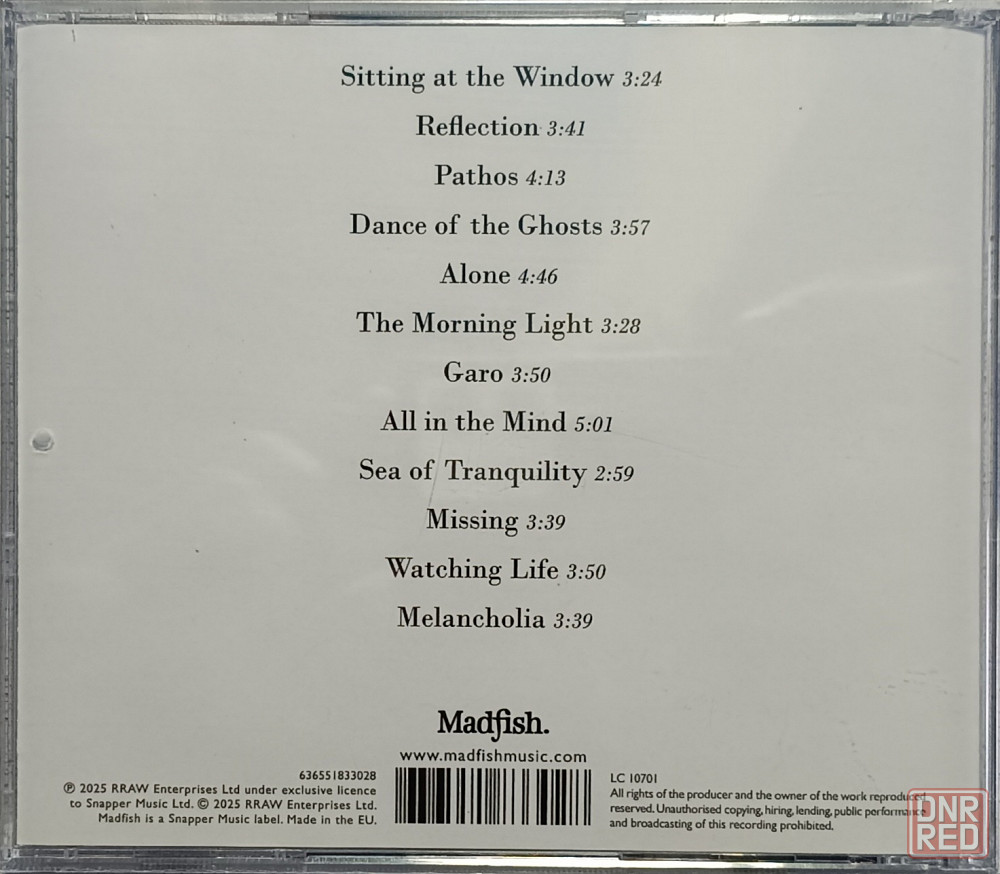 Sitting at the Window 3:24
Reflection 3:41
Pathos 4:13
Dance of the Ghosts 3:57
Alone 4:46
The Morning Light 3:28
Garo 3:50
All in the Mind 5:01
Sea of Tranquility 2:59
Missing 3:39
Watching Life 3:50
Melancholia 3:39
Madfish.
www.madfishmusic.com
636551833028
℗ 2025 RRAW Enterprises Ltd under exclusive licence
to Snapper Music Ltd. © 2025 RRAW Enterprises Ltd.
Madfish is a Snapper Music label. Made in the EU.
LC 10701
All rights of the producer and the owner of the work reproduced
reserved. Unauthorised copying, hiring, lending, public performance
and broadcasting of this recording prohibited.
DNR
RED